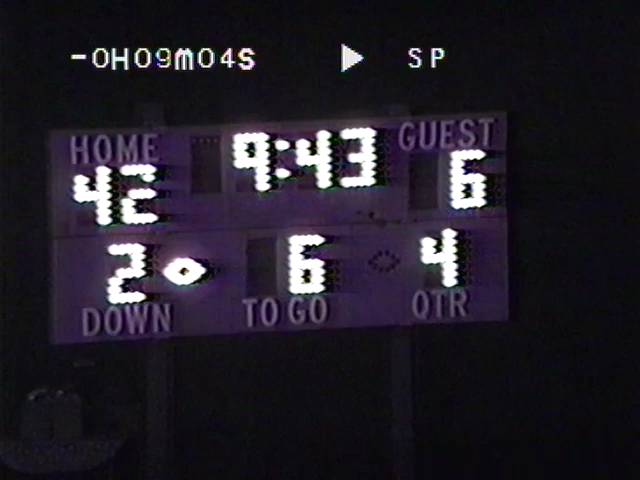 -0H09M04S ▶ SP
HOME 9:43 GUEST
42 6
2 6 4
DOWN TO GO QTR